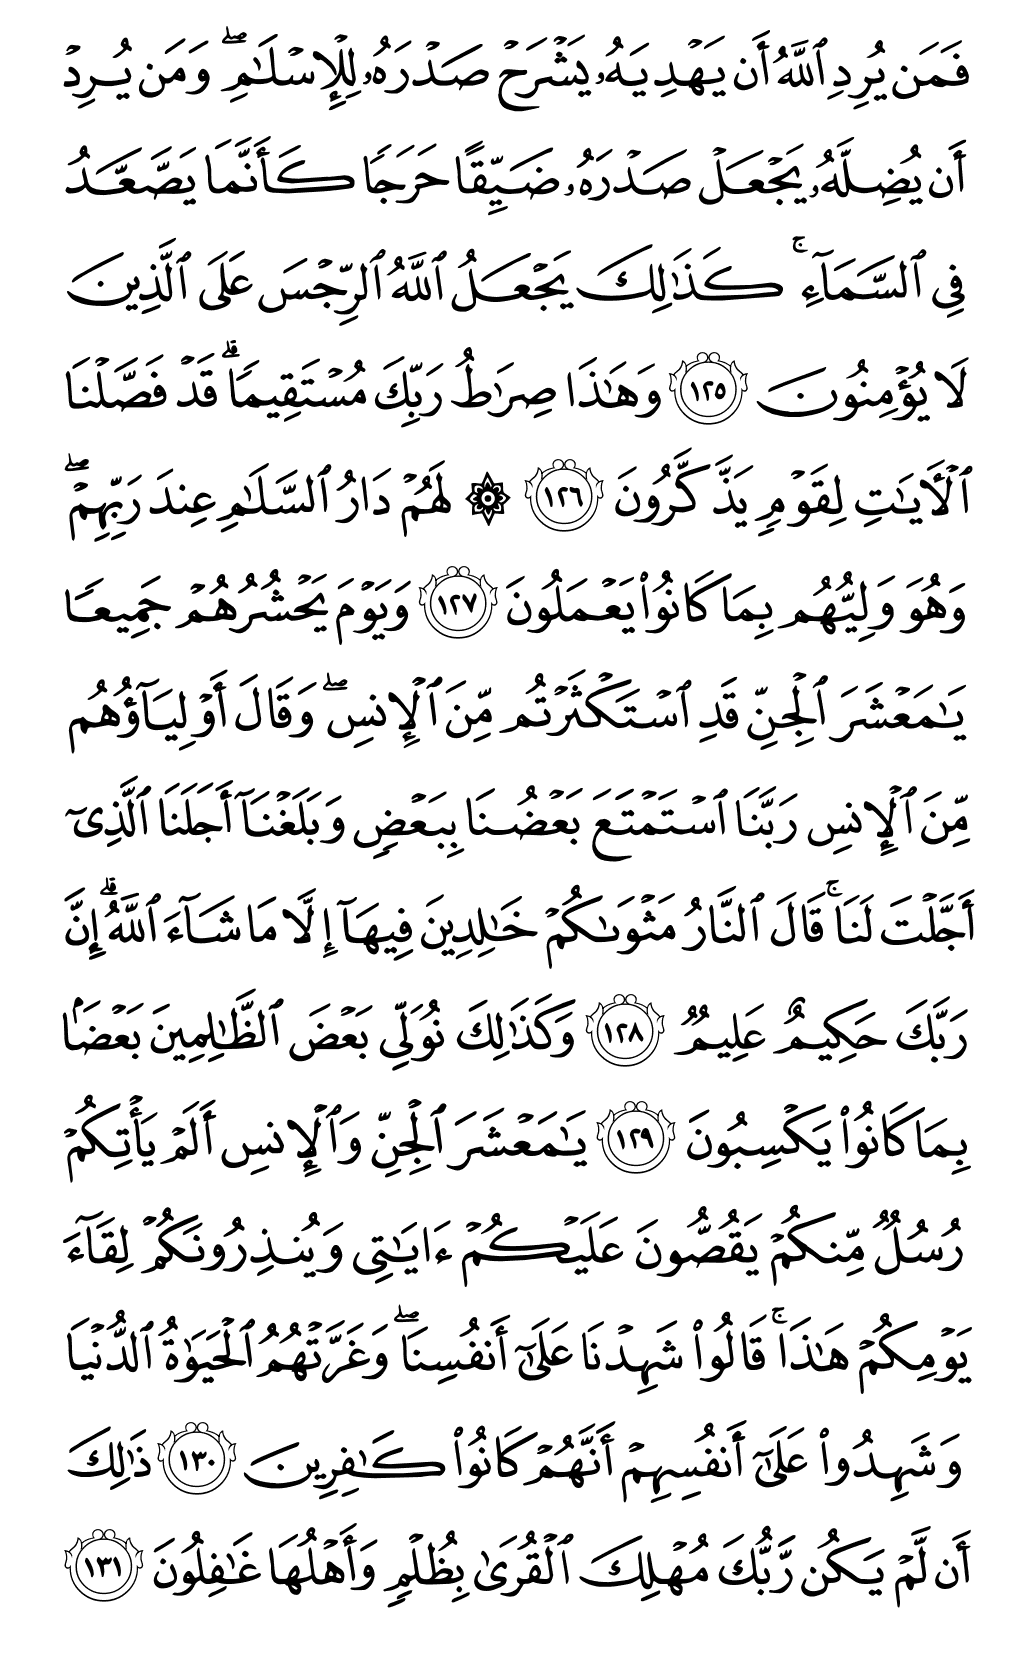 فَمَن يُرِدِ ٱللَّهُ أَن يَهْدِيَهُۥ يَشْرَحْ صَدْرَهُۥ لِلْإِسْلَٰمِ ۖ وَمَن يُرِدْ
أَن يُضِلَّهُۥ يَجْعَلْ صَدْرَهُۥ ضَيِّقًا حَرَجًا كَأَنَّمَا يَصَّعَّدُ
فِى ٱلسَّمَآءِ ۚ كَذَٰلِكَ يَجْعَلُ ٱللَّهُ ٱلرِّجْسَ عَلَى ٱلَّذِينَ
لَا يُؤْمِنُونَ ١٢٥ وَهَٰذَا صِرَٰطُ رَبِّكَ مُسْتَقِيمًا ۗ قَدْ فَصَّلْنَا
ٱلْـَٔايَٰتِ لِقَوْمٍ يَذَّكَّرُونَ ١٢٦ ۞ لَهُمْ دَارُ ٱلسَّلَٰمِ عِندَ رَبِّهِمْ ۖ
وَهُوَ وَلِيُّهُم بِمَا كَانُوا۟ يَعْمَلُونَ ١٢٧ وَيَوْمَ يَحْشُرُهُمْ جَمِيعًا
يَٰمَعْشَرَ ٱلْجِنِّ قَدِ ٱسْتَكْثَرْتُم مِّنَ ٱلْإِنسِ ۖ وَقَالَ أَوْلِيَآؤُهُم
مِّنَ ٱلْإِنسِ رَبَّنَا ٱسْتَمْتَعَ بَعْضُنَا بِبَعْضٍ وَبَلَغْنَآ أَجَلَنَا ٱلَّذِىٓ
أَجَّلْتَ لَنَا ۚ قَالَ ٱلنَّارُ مَثْوَىٰكُمْ خَٰلِدِينَ فِيهَآ إِلَّا مَا شَآءَ ٱللَّهُ ۗ إِنَّ
رَبَّكَ حَكِيمٌ عَلِيمٌ ١٢٨ وَكَذَٰلِكَ نُوَلِّى بَعْضَ ٱلظَّٰلِمِينَ بَعْضًۢا
بِمَا كَانُوا۟ يَكْسِبُونَ ١٢٩ يَٰمَعْشَرَ ٱلْجِنِّ وَٱلْإِنسِ أَلَمْ يَأْتِكُمْ
رُسُلٌ مِّنكُمْ يَقُصُّونَ عَلَيْكُمْ ءَايَٰتِى وَيُنذِرُونَكُمْ لِقَآءَ
يَوْمِكُمْ هَٰذَا ۚ قَالُوا۟ شَهِدْنَا عَلَىٰٓ أَنفُسِنَا ۖ وَغَرَّتْهُمُ ٱلْحَيَوٰةُ ٱلدُّنْيَا
وَشَهِدُوا۟ عَلَىٰٓ أَنفُسِهِمْ أَنَّهُمْ كَانُوا۟ كَٰفِرِينَ ١٣٠ ذَٰلِكَ
أَن لَّمْ يَكُن رَّبُّكَ مُهْلِكَ ٱلْقُرَىٰ بِظُلْمٍ وَأَهْلُهَا غَٰفِلُونَ ١٣١